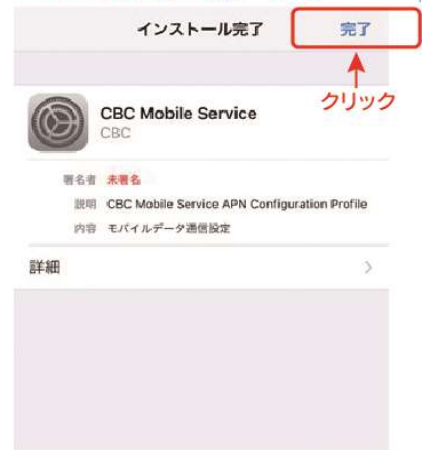 インストール完了 完了
クリック
CBC Mobile Service
CBC
署名者 未署名
説明 CBC Mobile Service APN Configuration Profile
内容 モバイルデータ通信設定
詳細